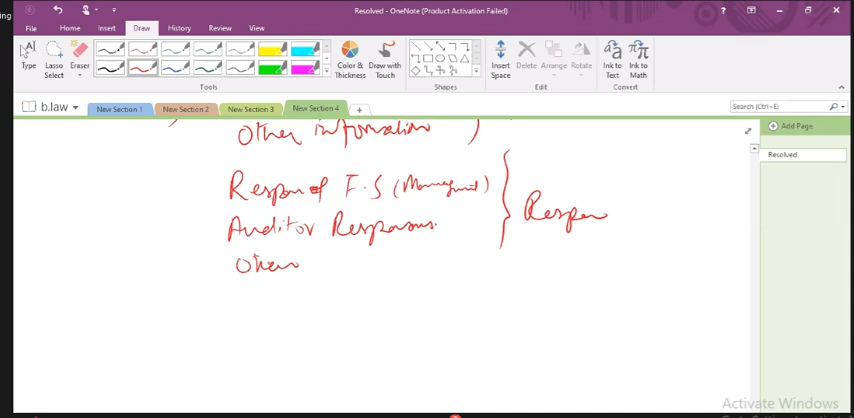 ing
Resolved - OneNote (Product Activation Failed)
File Home Insert Draw History Review View
Type Lasso Select Eraser
Color & Thickness Draw with Touch
Insert Space Delete Arrange Rotate
Ink to Text Ink to Math
Tools Shapes Edit Convert
b.law New Section 1 New Section 2 New Section 3 New Section 4
Search (Ctrl+E)
Add Page
Resolved
Other information )
Respon of F.S (Managment)
Auditor Responsus.
Respon
Other
Activate Windows